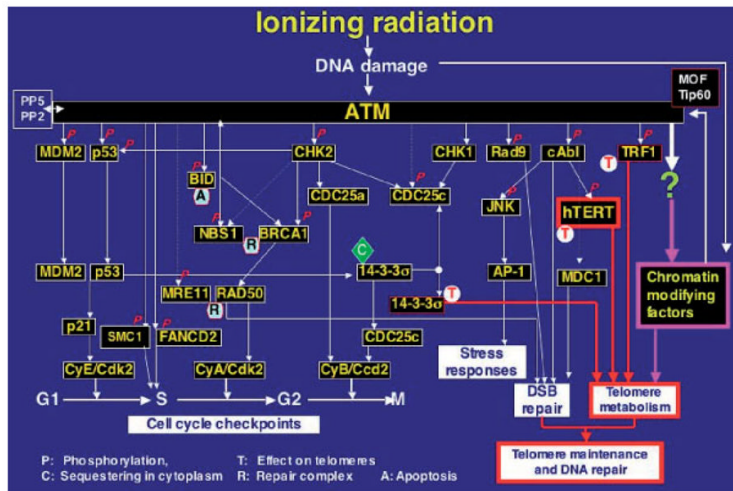 Ionizing radiation
DNA damage
PP5
PP2
ATM
MOF
Tip60
P P P P P P P P
MDM2 p53 CHK2 CHK1 Rad9 cAbl T TRF1
P
BID
A
?
P P P
CDC25a CDC25c JNK hTERT
P P
NBS1 R BRCA1
T
C
MDM2 p53 14-3-3σ AP-1 MDC1 Chromatin
modifying
factors
P
MRE11 RAD50 14-3-3σ T
R
p21
P P
SMC1 FANCD2 CDC25c
Stress
responses
CyE/Cdk2 CyA/Cdk2 CyB/Ccd2
DSB
repair
Telomere
metabolism
G1 S G2 M
Cell cycle checkpoints
Telomere maintenance
and DNA repair
P: Phosphorylation, T: Effect on telomeres
C: Sequestering in cytoplasm R: Repair complex A: Apoptosis